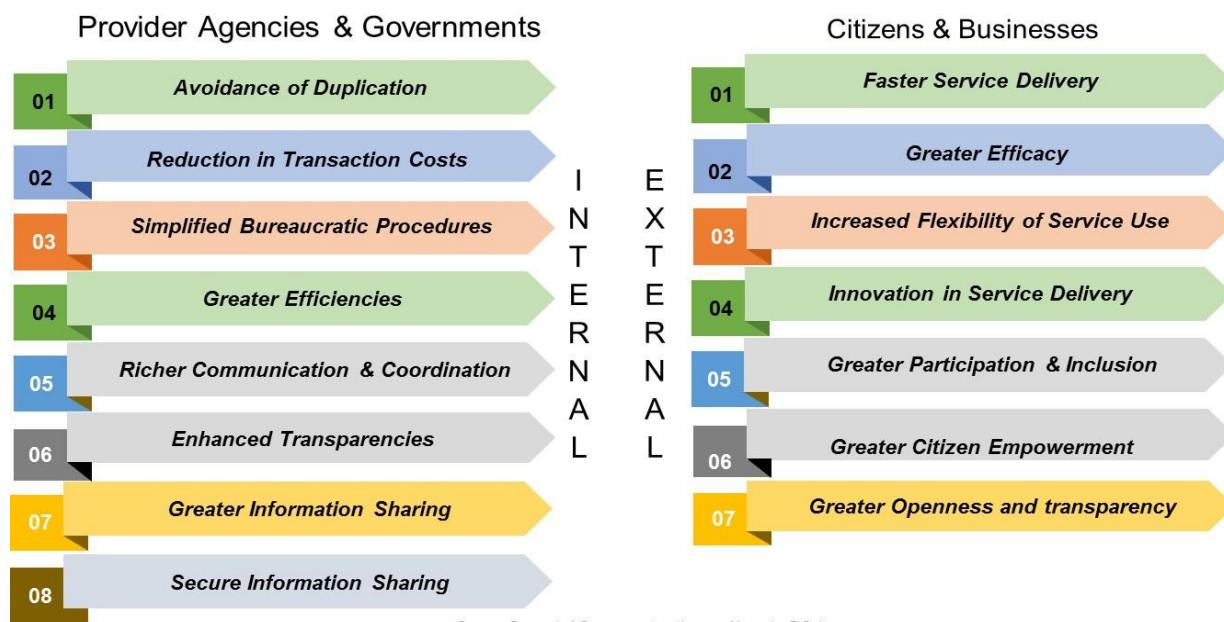 Provider Agencies & Governments
01 Avoidance of Duplication
02 Reduction in Transaction Costs
03 Simplified Bureaucratic Procedures
04 Greater Efficiencies
05 Richer Communication & Coordination
06 Enhanced Transparencies
07 Greater Information Sharing
08 Secure Information Sharing
INTERNAL
EXTERNAL
Citizens & Businesses
01 Faster Service Delivery
02 Greater Efficacy
03 Increased Flexibility of Service Use
04 Innovation in Service Delivery
05 Greater Participation & Inclusion
06 Greater Citizen Empowerment
07 Greater Openness and transparency